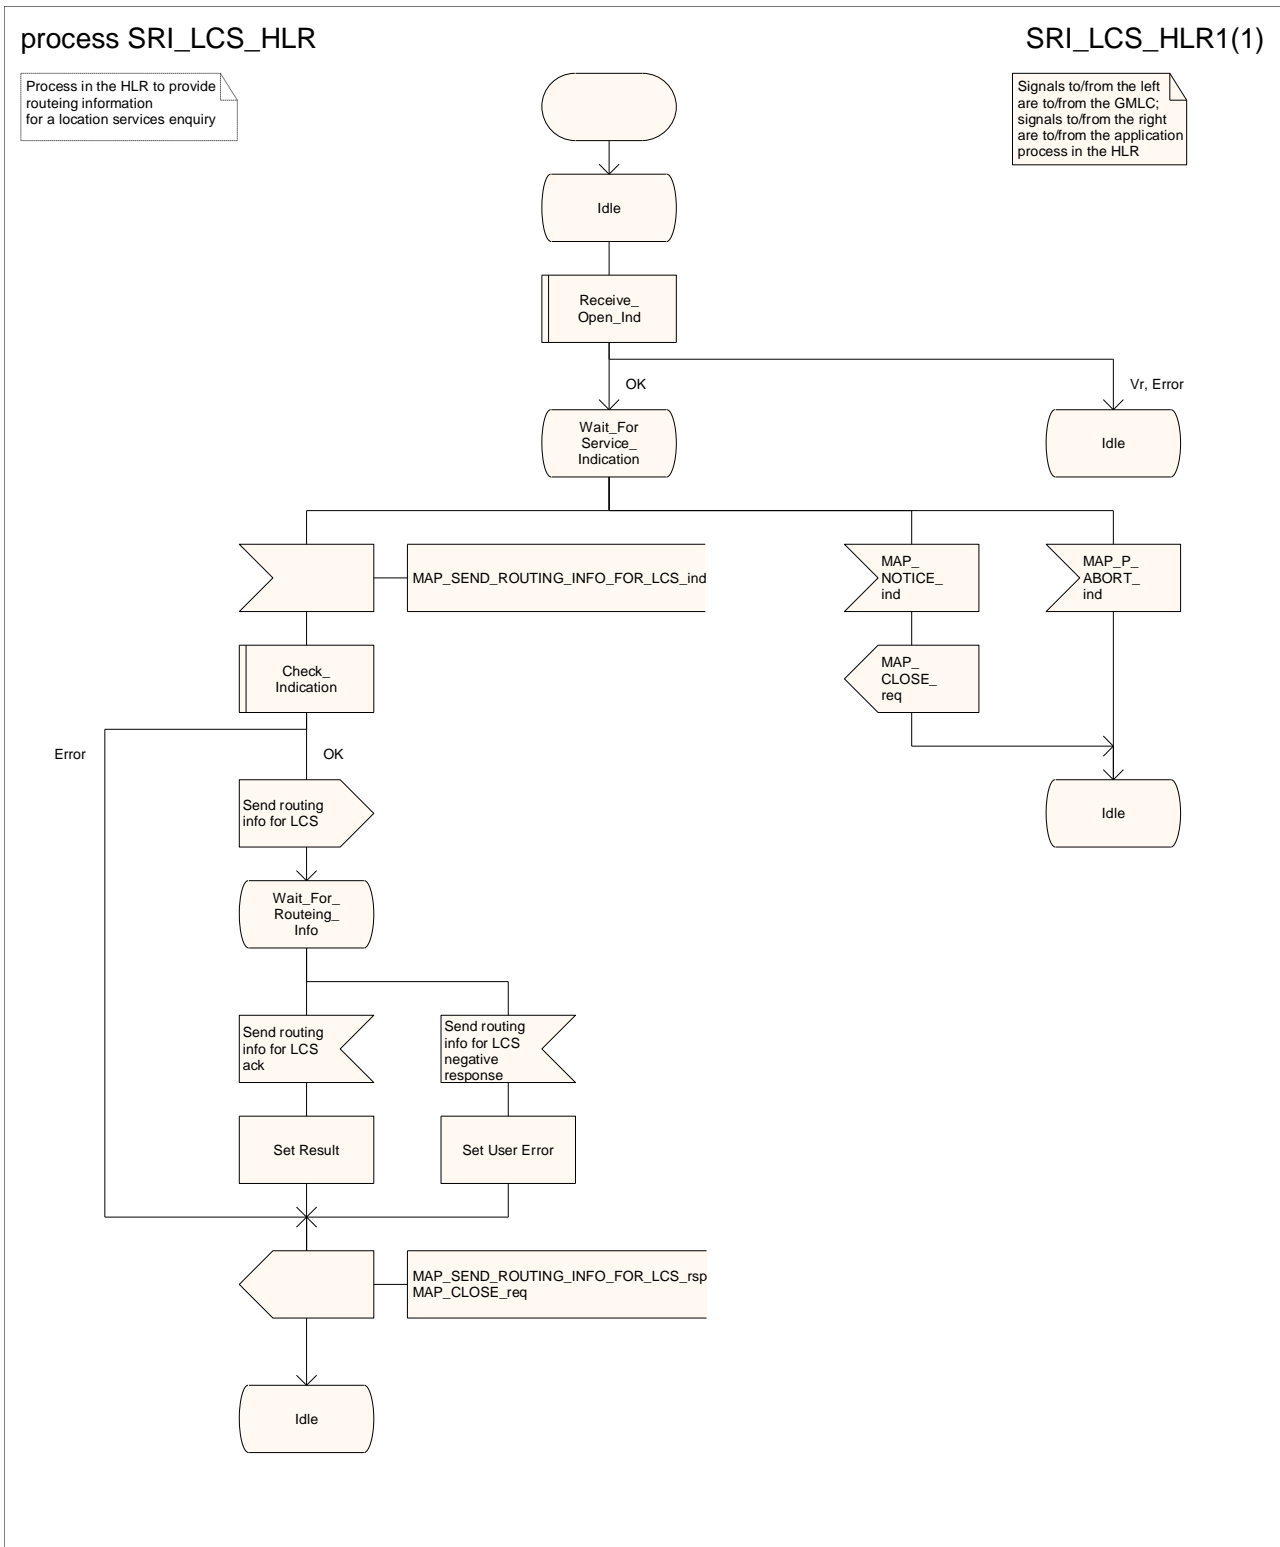 process SRI_LCS_HLR
SRI_LCS_HLR1(1)
Process in the HLR to provide
routeing information
for a location services enquiry
Signals to/from the left
are to/from the GMLC;
signals to/from the right
are to/from the application
process in the HLR
Idle
Receive_
Open_Ind
OK
Vr, Error
Wait_For
Service_
Indication
Idle
MAP_SEND_ROUTING_INFO_FOR_LCS_ind
MAP_
NOTICE_
ind
MAP_P_
ABORT_
ind
Check_
Indication
MAP_
CLOSE_
req
Error
OK
Send routing
info for LCS
Idle
Wait_For_
Routeing_
Info
Send routing
info for LCS
ack
Send routing
info for LCS
negative
response
Set Result
Set User Error
MAP_SEND_ROUTING_INFO_FOR_LCS_rsp
MAP_CLOSE_req
Idle